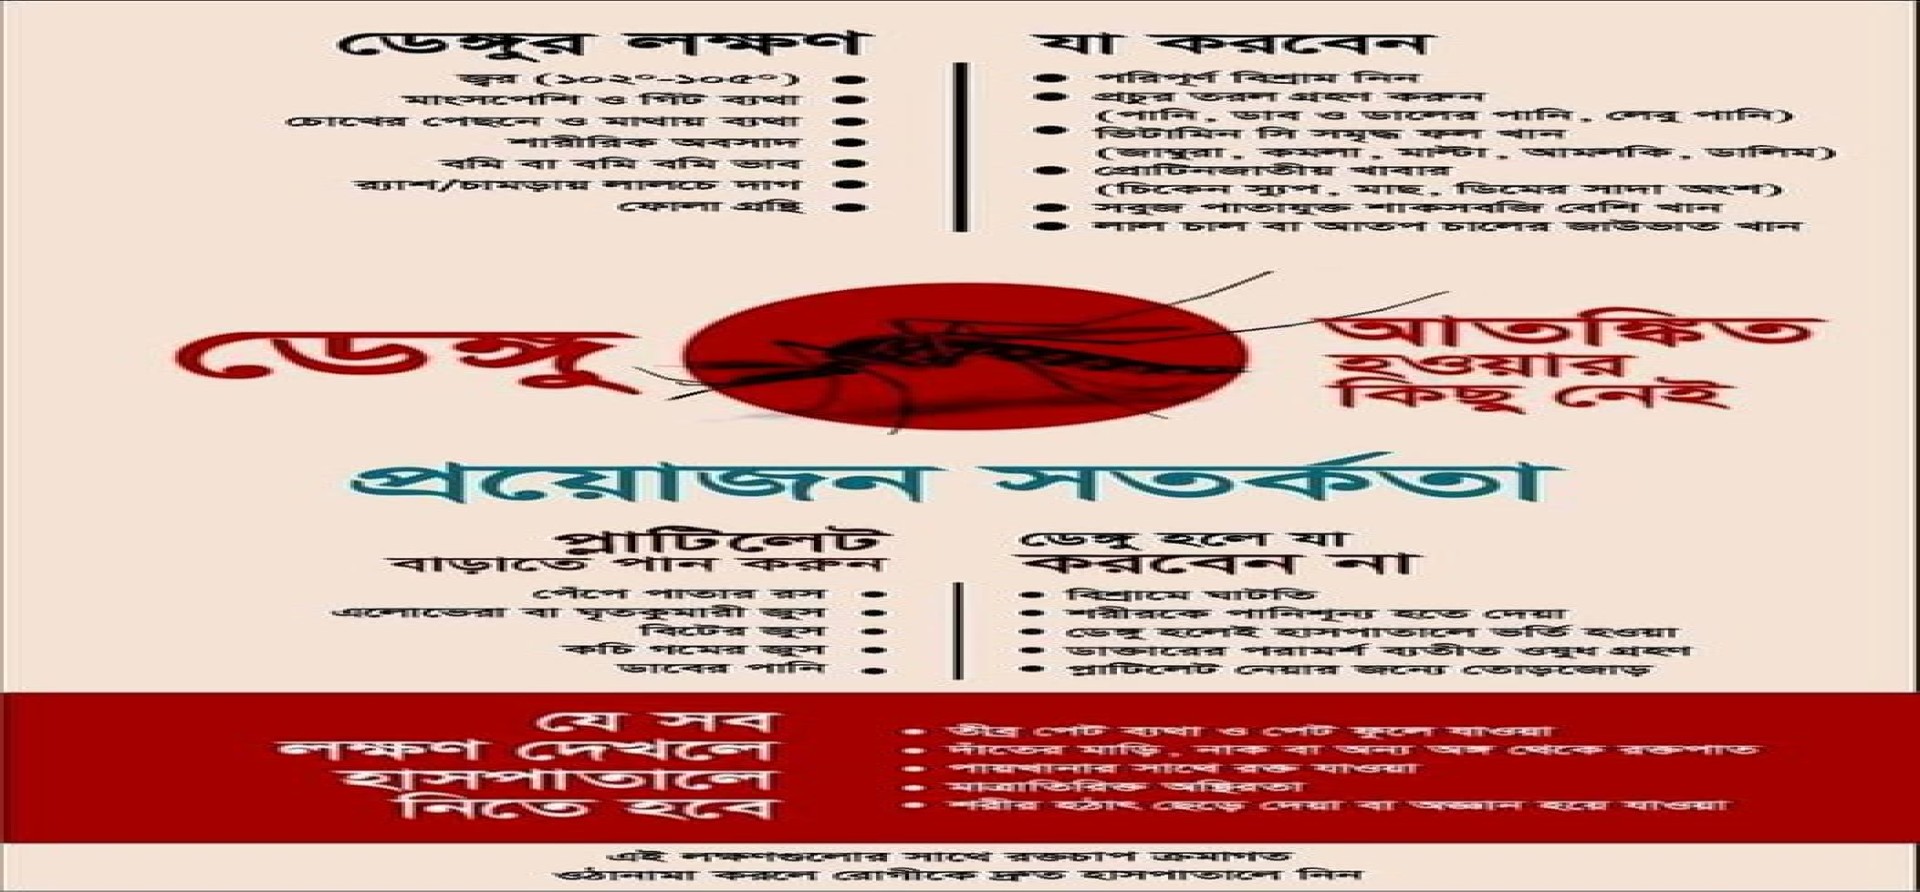 ডেঙ্গুর লক্ষণ
জ্বর (১০২°-১০৫°)
মাংসপেশি ও গিঁট ব্যথা
চোখের পেছনে ও মাথায় ব্যথা
শারীরিক অবসাদ
বমি বা বমি বমি ভাব
র‍্যাশ/চামড়ায় লালচে দাগ
ফোলা গ্রন্থি
যা করবেন
পরিপূর্ণ বিশ্রাম নিন
প্রচুর তরল গ্রহণ করুন
(পানি, ডাব ও ডালের পানি, লেবু পানি)
ভিটামিন সি সমৃদ্ধ ফল খান
(জাম্বুরা, কমলা, মাল্টা, আমলকি, ডালিম)
প্রোটিনজাতীয় খাবার
(চিকেন স্যুপ, মাছ, ডিমের সাদা অংশ)
সবুজ পাতাযুক্ত শাকসবজি বেশি খান
লাল চাল বা আতপ চালের জাউভাত খান
ডেঙ্গু
আতঙ্কিত
হওয়ার
কিছু নেই
প্রয়োজন সতর্কতা
প্লাটিলেট
বাড়াতে পান করুন
পেঁপে পাতার রস
এলোভেরা বা ঘৃতকুমারী জুস
বিটের জুস
কচি গমের জুস
ডাবের পানি
ডেঙ্গু হলে যা
করবেন না
বিশ্রামে ঘাটতি
শরীরকে পানিশূন্য হতে দেয়া
ডেঙ্গু হলেই হাসপাতালে ভর্তি হওয়া
ডাক্তারের পরামর্শ ব্যতীত ওষুধ গ্রহণ
প্লাটিলেট নেয়ার জন্যে তোড়জোড়
যে সব
লক্ষণ দেখলে
হাসপাতালে
নিতে হবে
তীব্র পেট ব্যথা ও পেট ফুলে যাওয়া
দাঁতের মাড়ি, নাক বা অন্য অঙ্গ থেকে রক্তপাত
পায়খানার সাথে রক্ত যাওয়া
মাত্রাতিরিক্ত অস্থিরতা
শরীর হঠাৎ ছেড়ে দেয়া বা অজ্ঞান হয়ে যাওয়া
এই লক্ষণগুলোর সাথে রক্তচাপ ক্রমাগত
ওঠানামা করলে রোগীকে দ্রুত হাসপাতালে নিন